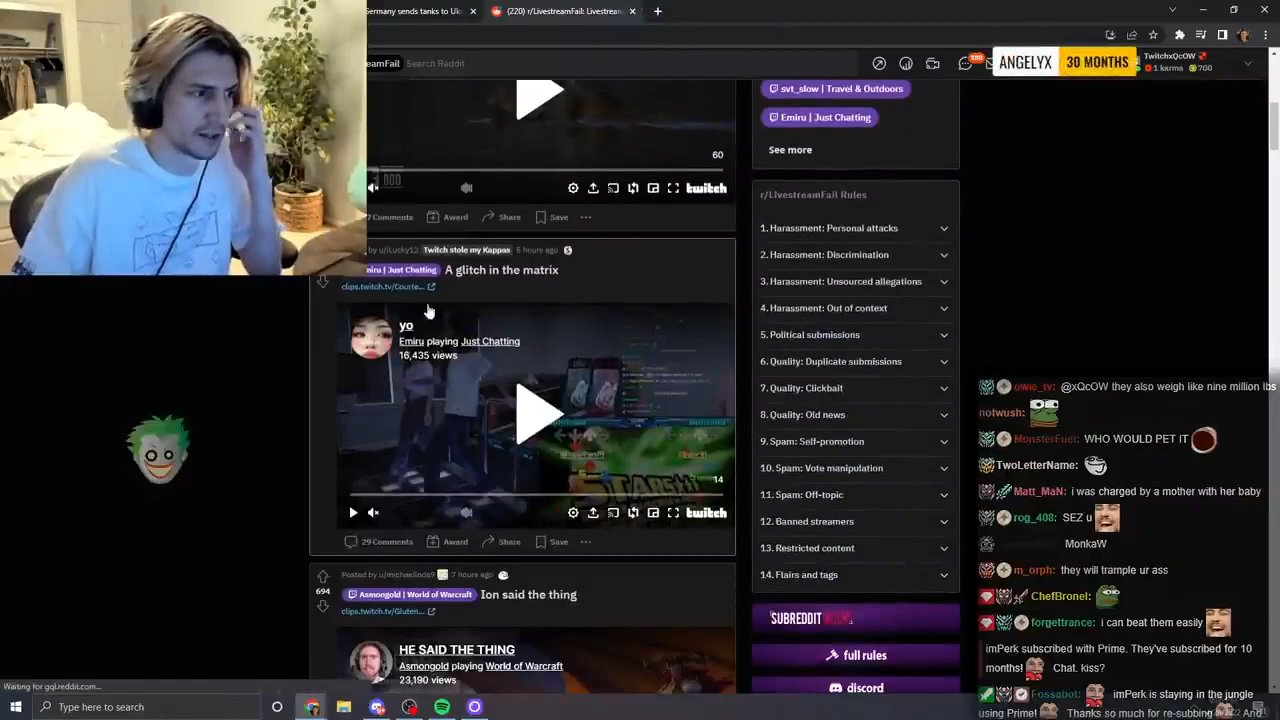 Germany sends tanks to Uk
(220) r/LivestreamFail: Livestream
eamFail
Search Reddit
188
ANGELYX
30 MONTHS
TwitchxQcOW
1 karma
700
60
7 Comments
Award
Share
Save
twitch
svt_slow | Travel & Outdoors
Emiru | Just Chatting
See more
by u/iLucky12
Twitch stole my Kappas
5 hours ago
miru | Just Chatting
A glitch in the matrix
clips.twitch.tv/Courte...
yo
Emiru playing Just Chatting
16,435 views
14
twitch
29 Comments
Award
Share
Save
694
7 hours ago
Asmongold | World of Warcraft
Ion said the thing
clips.twitch.tv/Gluten...
HE SAID THE THING
Asmongold playing World of Warcraft
23,190 views
r/LivestreamFail Rules
1. Harassment: Personal attacks
2. Harassment: Discrimination
3. Harassment: Unsourced allegations
4. Harassment: Out of context
5. Political submissions
6. Quality: Duplicate submissions
7. Quality: Clickbait
8. Quality: Old news
9. Spam: Self-promotion
10. Spam: Vote manipulation
11. Spam: Off-topic
12. Banned streamers
13. Restricted content
14. Flairs and tags
SUBREDDIT
full rules
discord
owie_tv: @xQcOW they also weigh like nine million lbs
notwush:
MonsterFuel: WHO WOULD PET IT
TwoLetterName:
Matt_MaN: i was charged by a mother with her baby
rog_408: SEZ u
MonkaW
m_orph: they will trample ur ass
ChefBronel:
forgettrance: i can beat them easily
imPerk subscribed with Prime. They've subscribed for 10
months! Chat. kiss?
Fossabot: imPerk is staying in the jungle
using Prime! Thanks so much for re-subbing And
Waiting for gql.reddit.com...
Type here to search